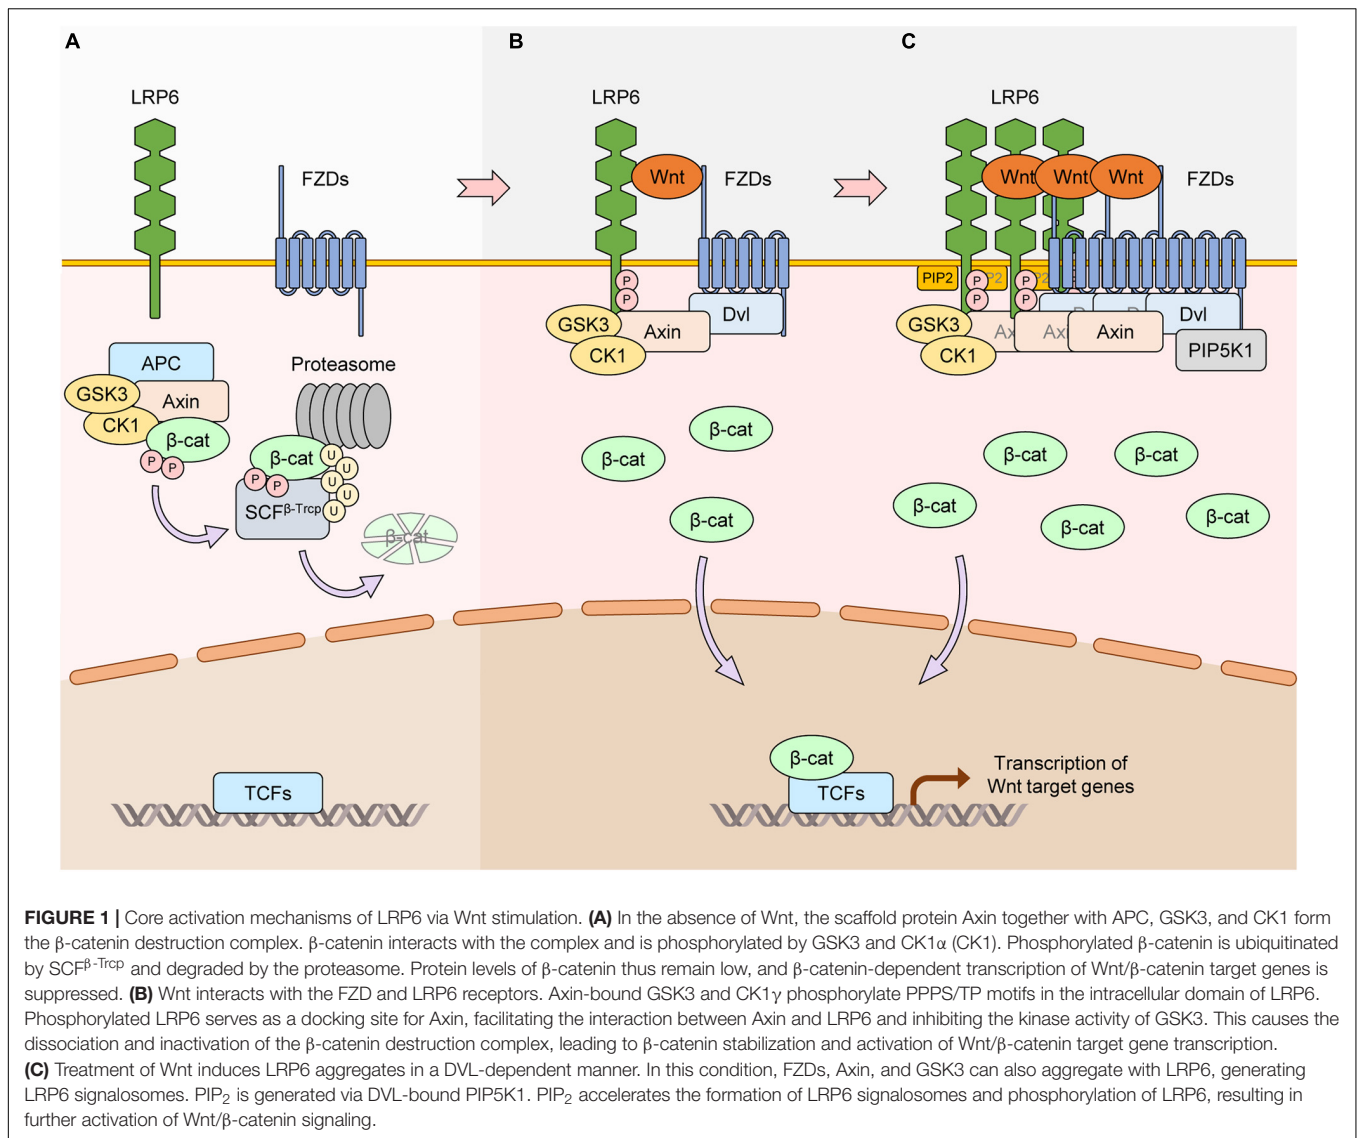 A
B
C
LRP6
LRP6
LRP6
FZDs
Wnt
FZDs
Wnt
Wnt
Wnt
FZDs
P
P
GSK3
CK1
Axin
Dvl
PIP2
P
P
P
P
GSK3
CK1
Axin
Dvl
PIP5K1
APC
GSK3
Axin
CK1
β-cat
P
P
Proteasome
β-cat
P
P
U
U
U
U
U
SCFβ-Trcp
β-cat
β-cat
β-cat
β-cat
β-cat
β-cat
β-cat
β-cat
β-cat
TCFs
β-cat
TCFs
Transcription of
Wnt target genes
FIGURE 1 | Core activation mechanisms of LRP6 via Wnt stimulation. (A) In the absence of Wnt, the scaffold protein Axin together with APC, GSK3, and CK1 form
the β-catenin destruction complex. β-catenin interacts with the complex and is phosphorylated by GSK3 and CK1α (CK1). Phosphorylated β-catenin is ubiquitinated
by SCFβ-Trcp and degraded by the proteasome. Protein levels of β-catenin thus remain low, and β-catenin-dependent transcription of Wnt/β-catenin target genes is
suppressed. (B) Wnt interacts with the FZD and LRP6 receptors. Axin-bound GSK3 and CK1γ phosphorylate PPPS/TP motifs in the intracellular domain of LRP6.
Phosphorylated LRP6 serves as a docking site for Axin, facilitating the interaction between Axin and LRP6 and inhibiting the kinase activity of GSK3. This causes the
dissociation and inactivation of the β-catenin destruction complex, leading to β-catenin stabilization and activation of Wnt/β-catenin target gene transcription.
(C) Treatment of Wnt induces LRP6 aggregates in a DVL-dependent manner. In this condition, FZDs, Axin, and GSK3 can also aggregate with LRP6, generating
LRP6 signalosomes. PIP2 is generated via DVL-bound PIP5K1. PIP2 accelerates the formation of LRP6 signalosomes and phosphorylation of LRP6, resulting in
further activation of Wnt/β-catenin signaling.